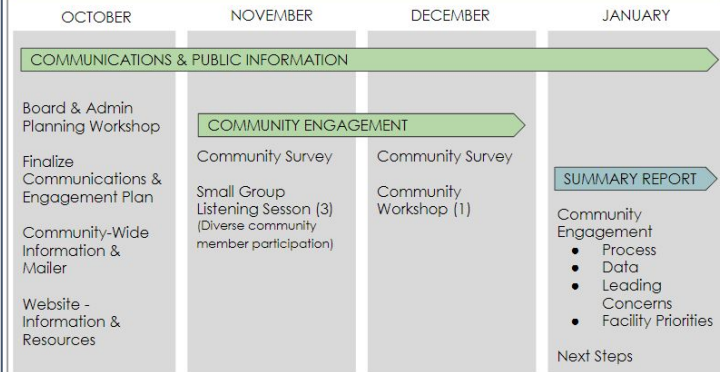 OCTOBER
NOVEMBER
DECEMBER
JANUARY
COMMUNICATIONS & PUBLIC INFORMATION
Board & Admin
Planning Workshop
Finalize
Communications &
Engagement Plan
Community-Wide
Information &
Mailer
Website -
Information &
Resources
COMMUNITY ENGAGEMENT
Community Survey
Small Group
Listening Sesson (3)
(Diverse community
member participation)
Community Survey
Community
Workshop (1)
SUMMARY REPORT
Community
Engagement
● Process
● Data
● Leading
Concerns
● Facility Priorities
Next Steps